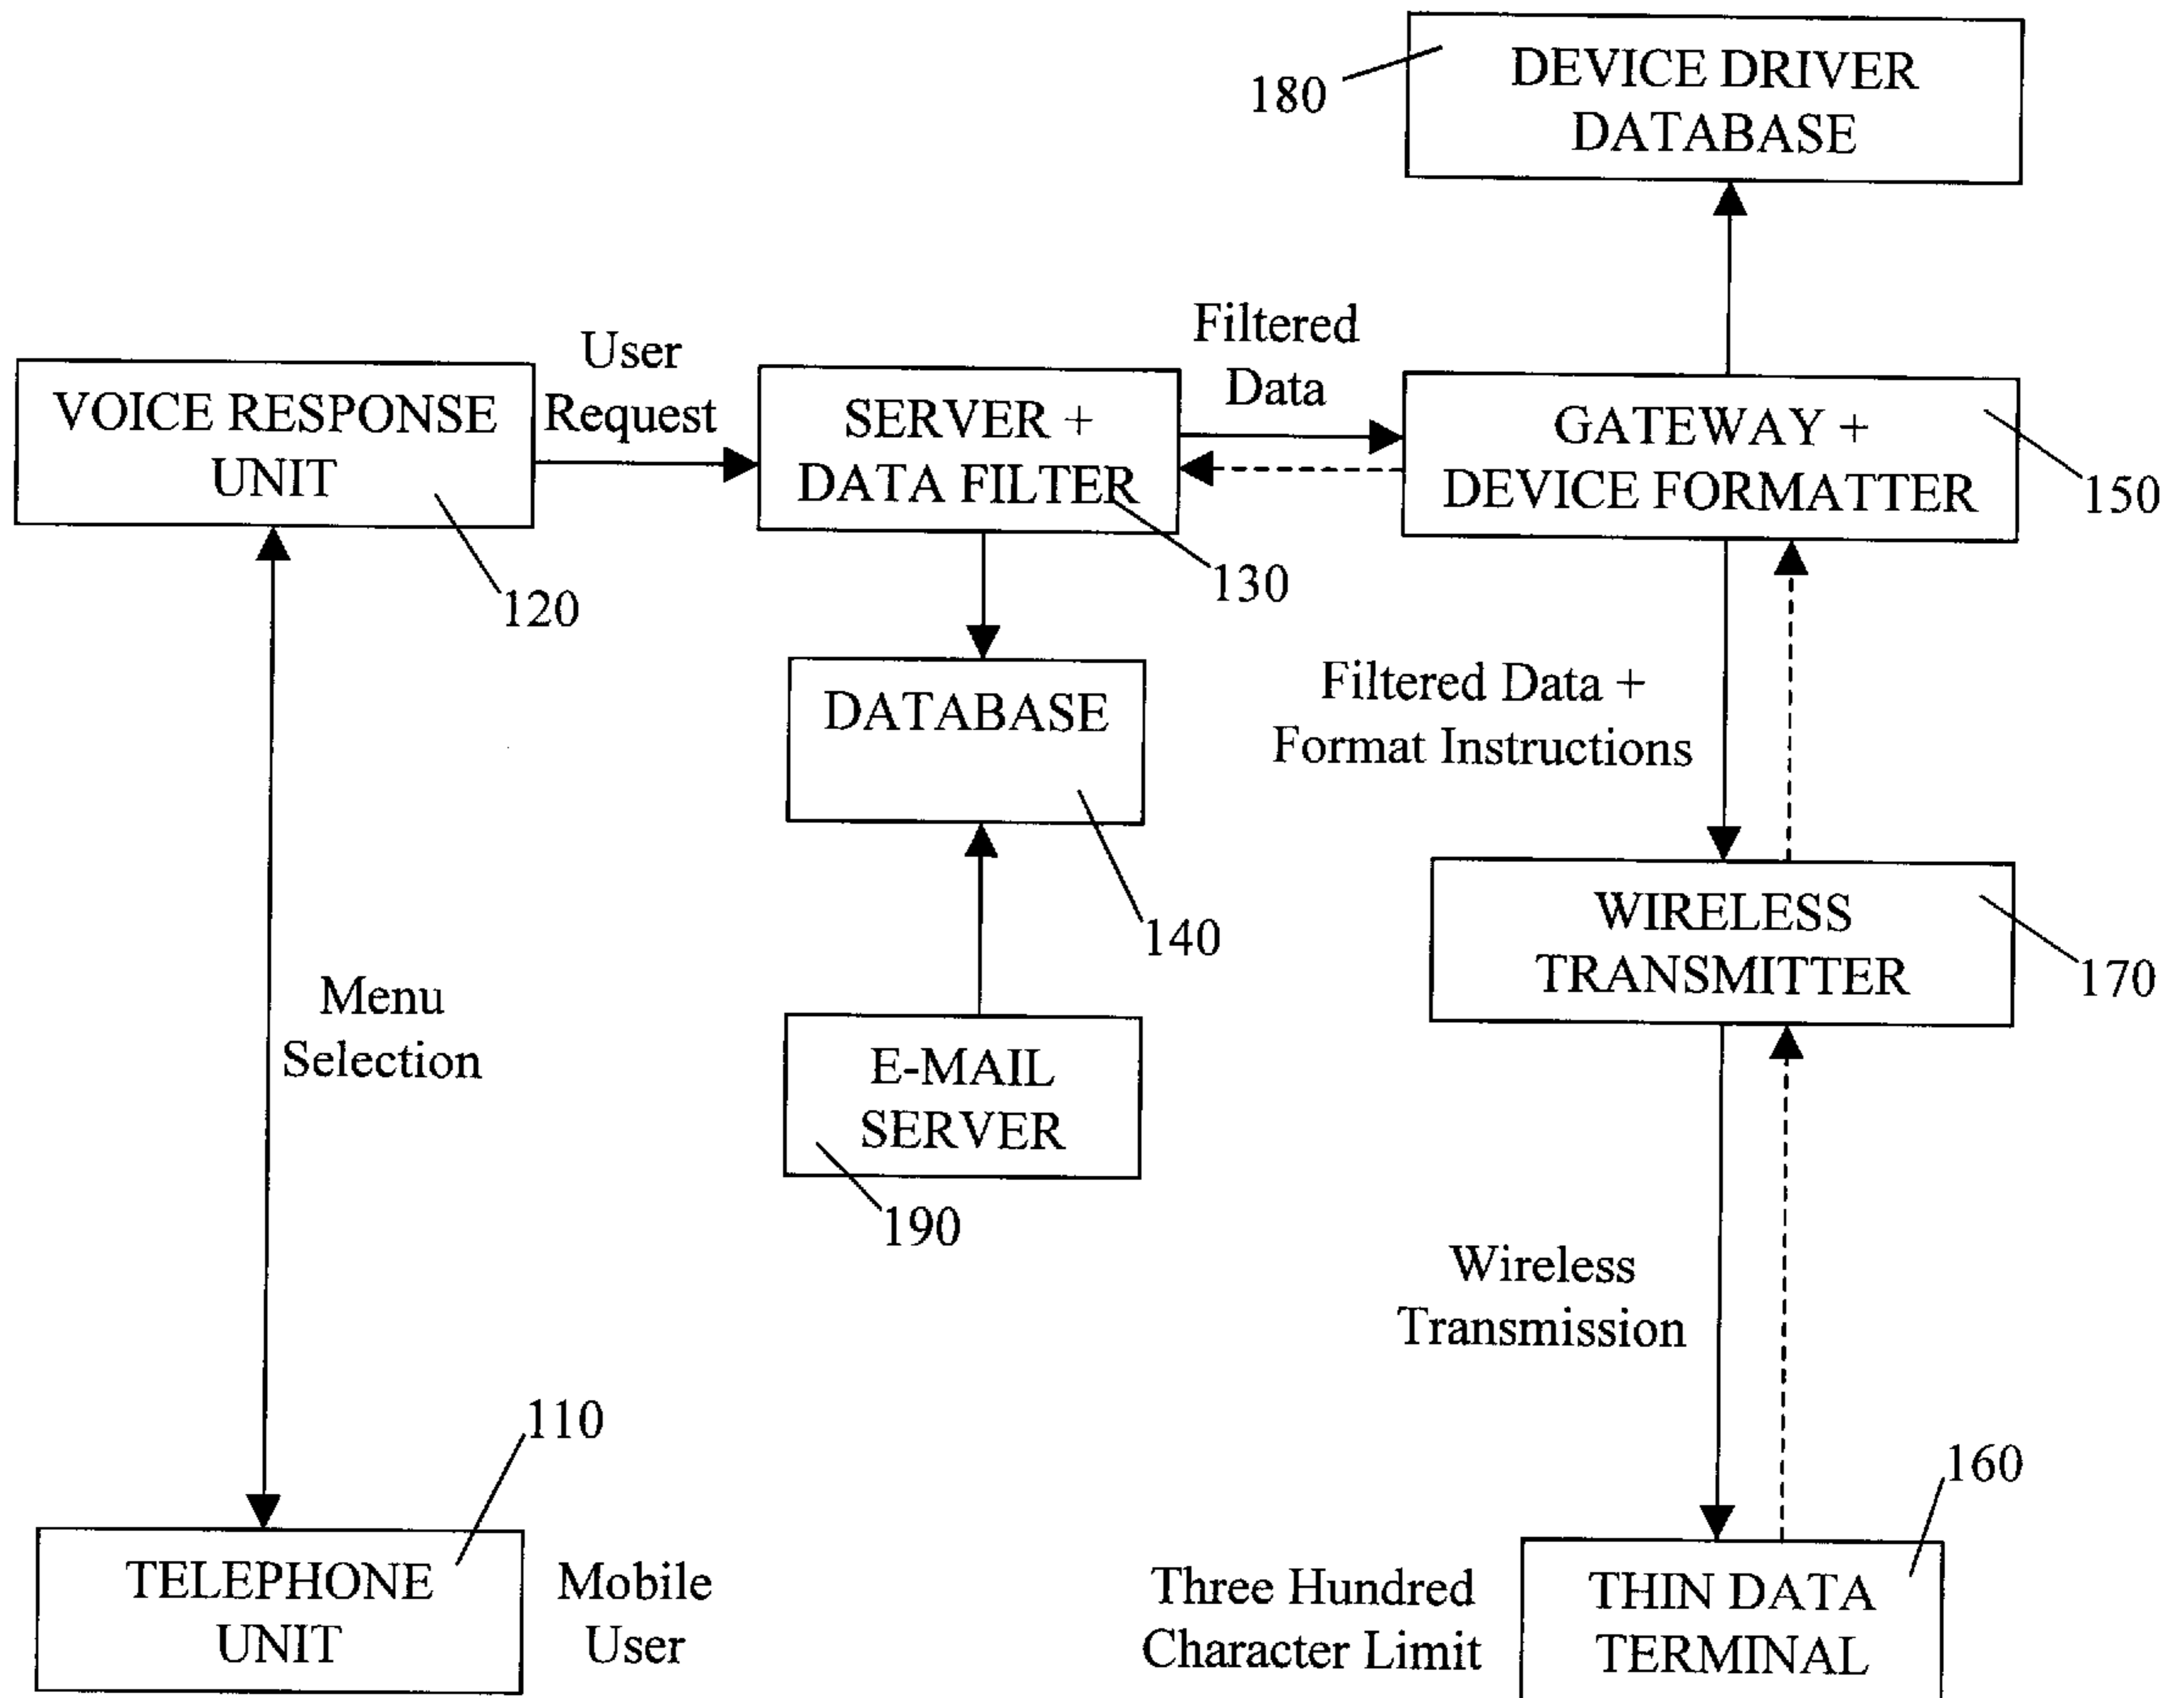 DEVICE DRIVER
DATABASE
180
User
Request
Filtered
Data
VOICE RESPONSE
UNIT
120
SERVER +
DATA FILTER
130
GATEWAY +
DEVICE FORMATTER
150
DATABASE
140
Filtered Data +
Format Instructions
WIRELESS
TRANSMITTER
170
Menu
Selection
E-MAIL
SERVER
190
Wireless
Transmission
110
TELEPHONE
UNIT
Mobile
User
160
Three Hundred
Character Limit
THIN DATA
TERMINAL